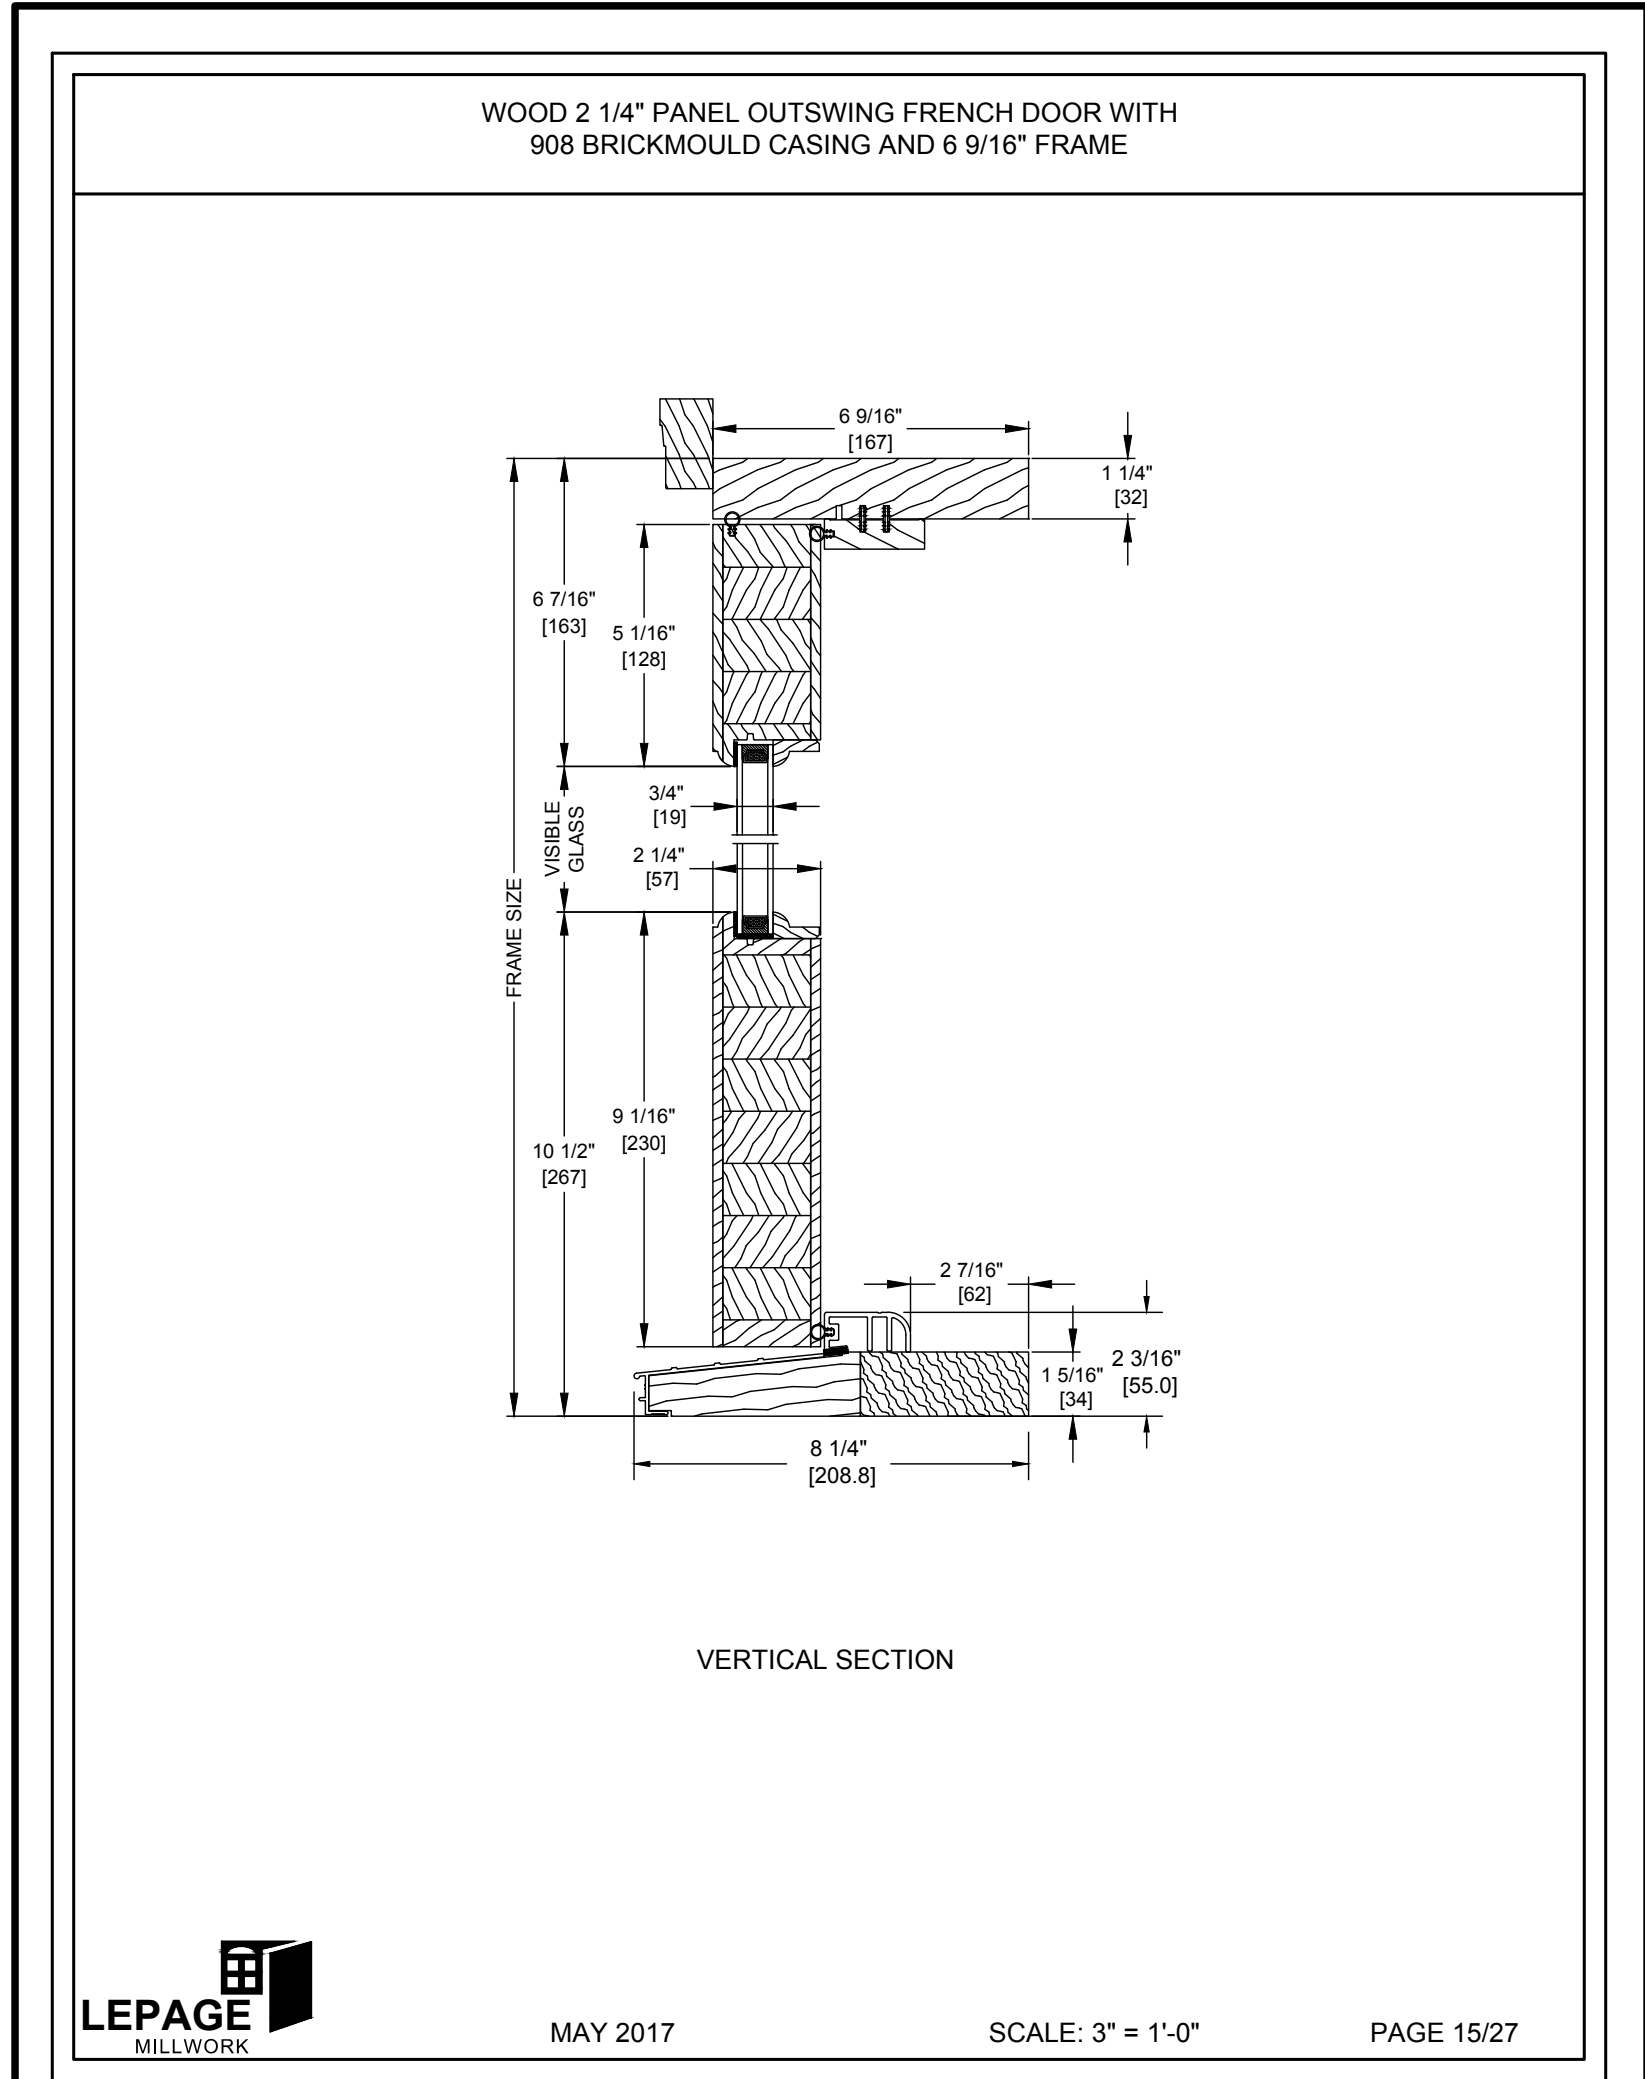 WOOD 2 1/4" PANEL OUTSWING FRENCH DOOR WITH
908 BRICKMOULD CASING AND 6 9/16" FRAME
6 9/16"
[167]
1 1/4"
[32]
6 7/16"
[163]
5 1/16"
[128]
3/4"
[19]
VISIBLE
GLASS
2 1/4"
[57]
FRAME SIZE
9 1/16"
[230]
10 1/2"
[267]
2 7/16"
[62]
2 3/16"
[55.0]
1 5/16"
[34]
8 1/4"
[208.8]
VERTICAL SECTION
LEPAGE
MILLWORK
MAY 2017
SCALE: 3" = 1'-0"
PAGE 15/27